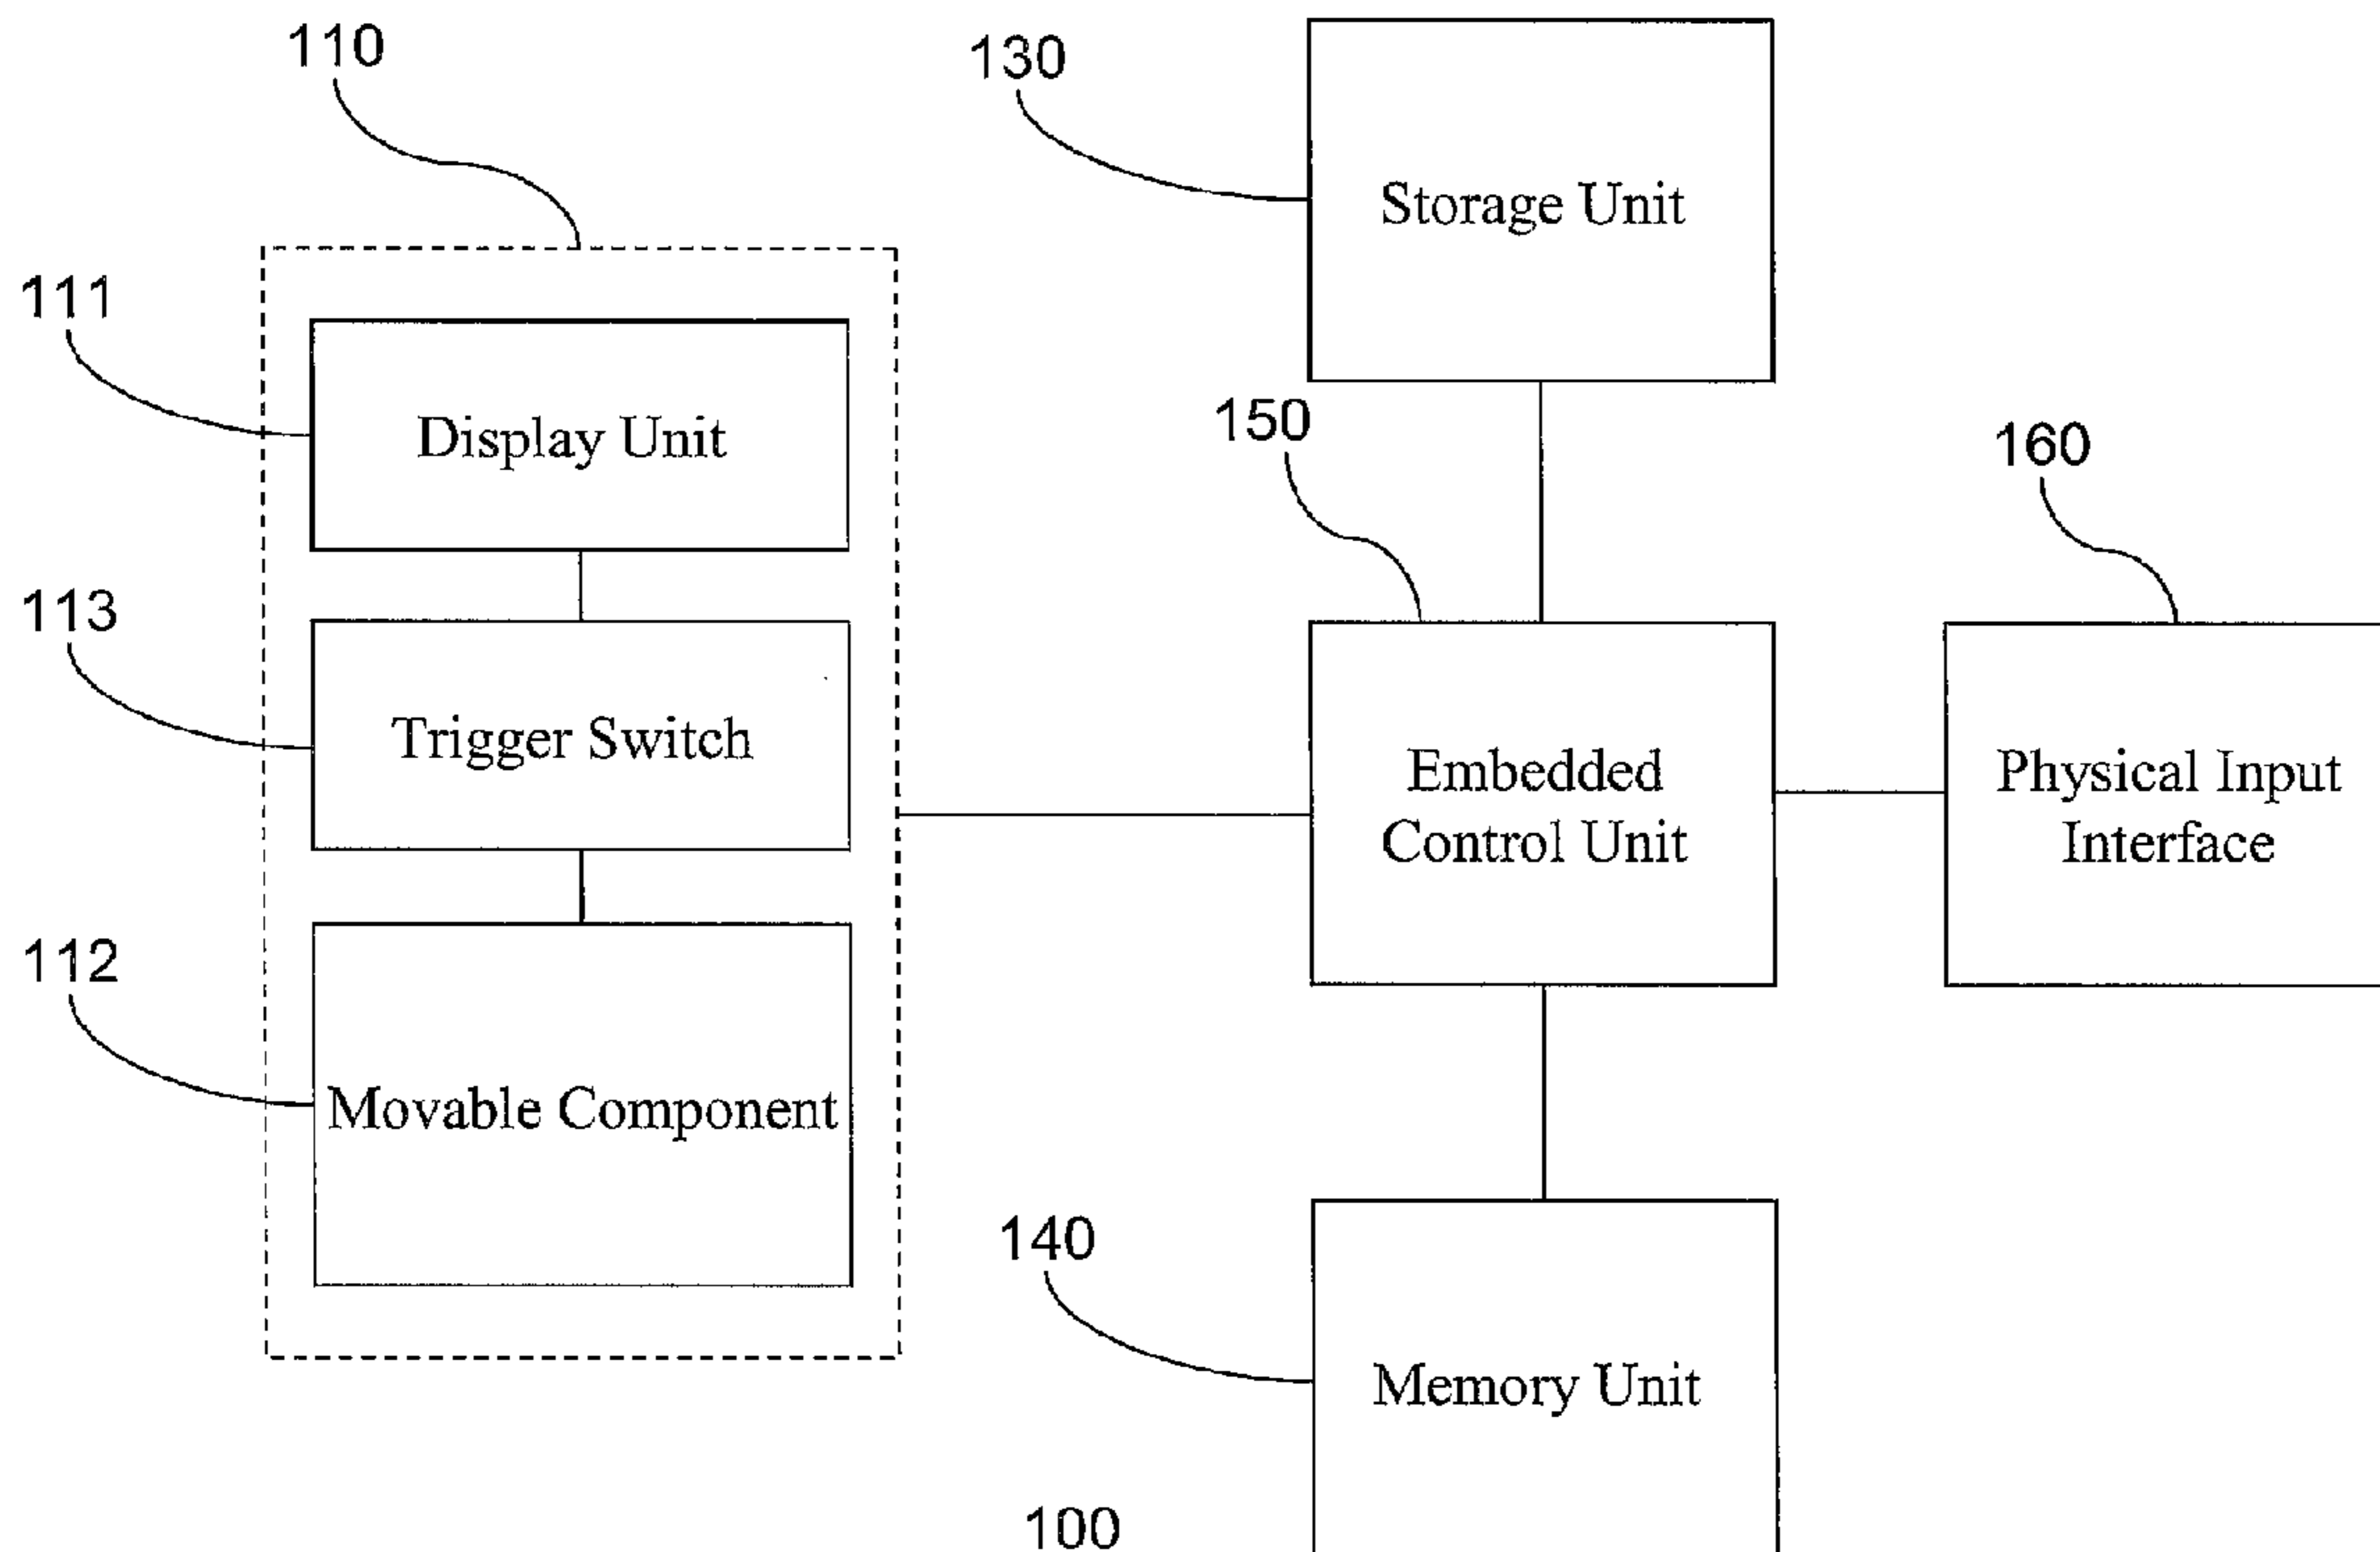 110
130
Storage Unit
111
Display Unit
150
160
113
Trigger Switch
Embedded
Control Unit
Physical Input
Interface
112
Movable Component
140
Memory Unit
100